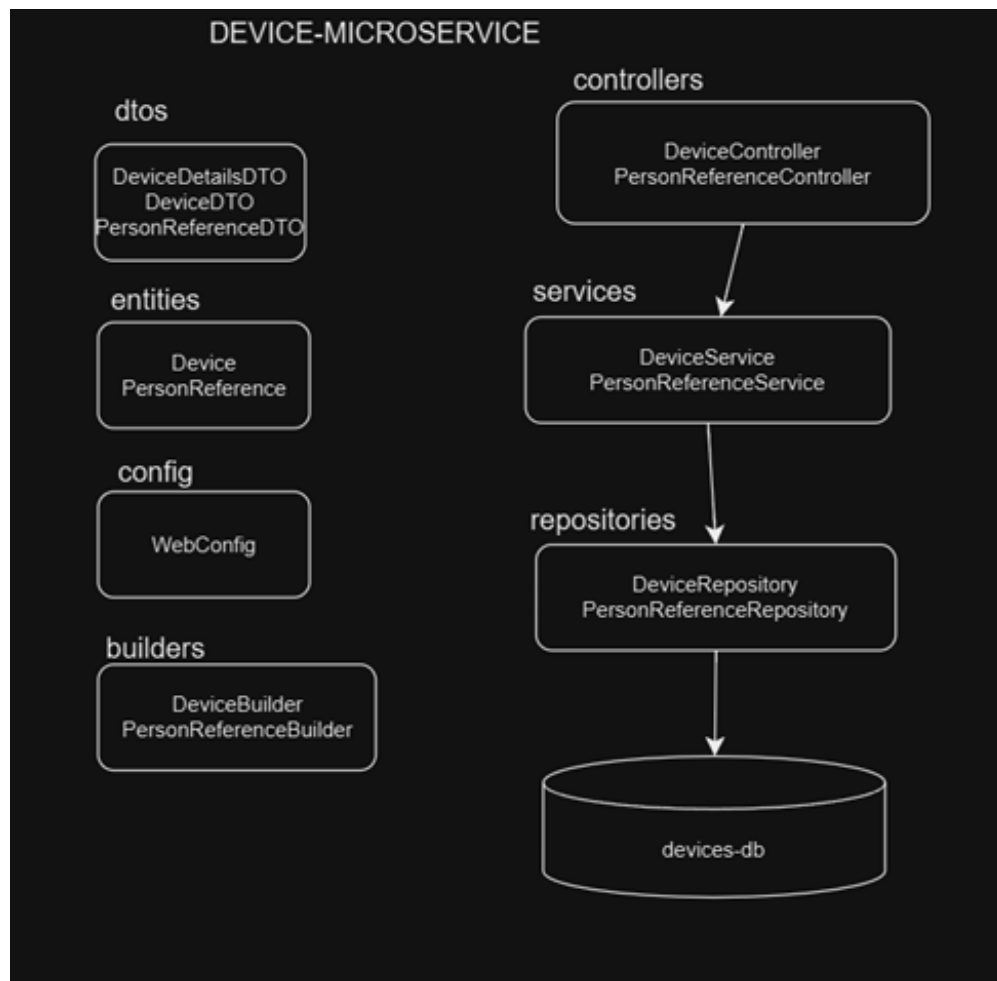 DEVICE-MICROSERVICE
dtos
DeviceDetailsDTO
DeviceDTO
PersonReferenceDTO
entities
Device
PersonReference
config
WebConfig
builders
DeviceBuilder
PersonReferenceBuilder
controllers
DeviceController
PersonReferenceController
services
DeviceService
PersonReferenceService
repositories
DeviceRepository
PersonReferenceRepository
devices-db